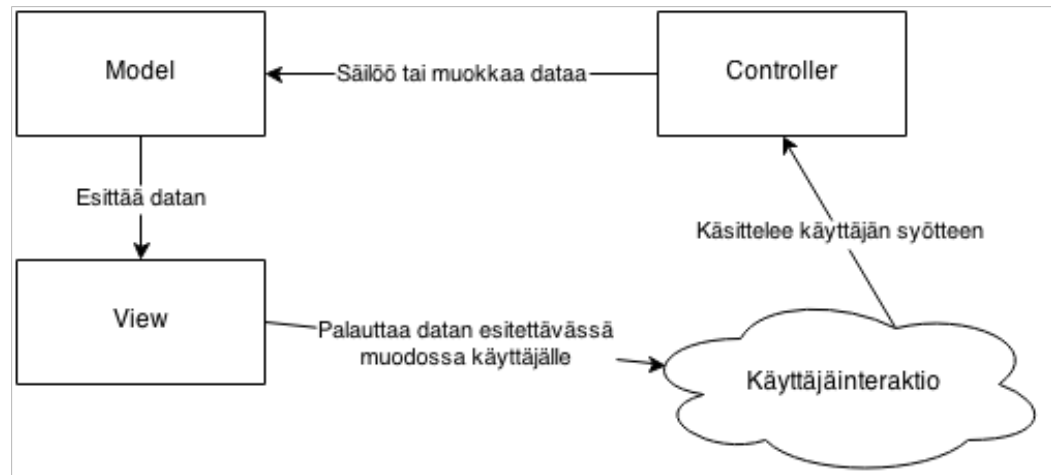 Model
Säilöö tai muokkaa dataa
Controller
Esittää datan
Käsittelee käyttäjän syötteen
View
Palauttaa datan esitettävässä
muodossa käyttäjälle
Käyttäjäinteraktio